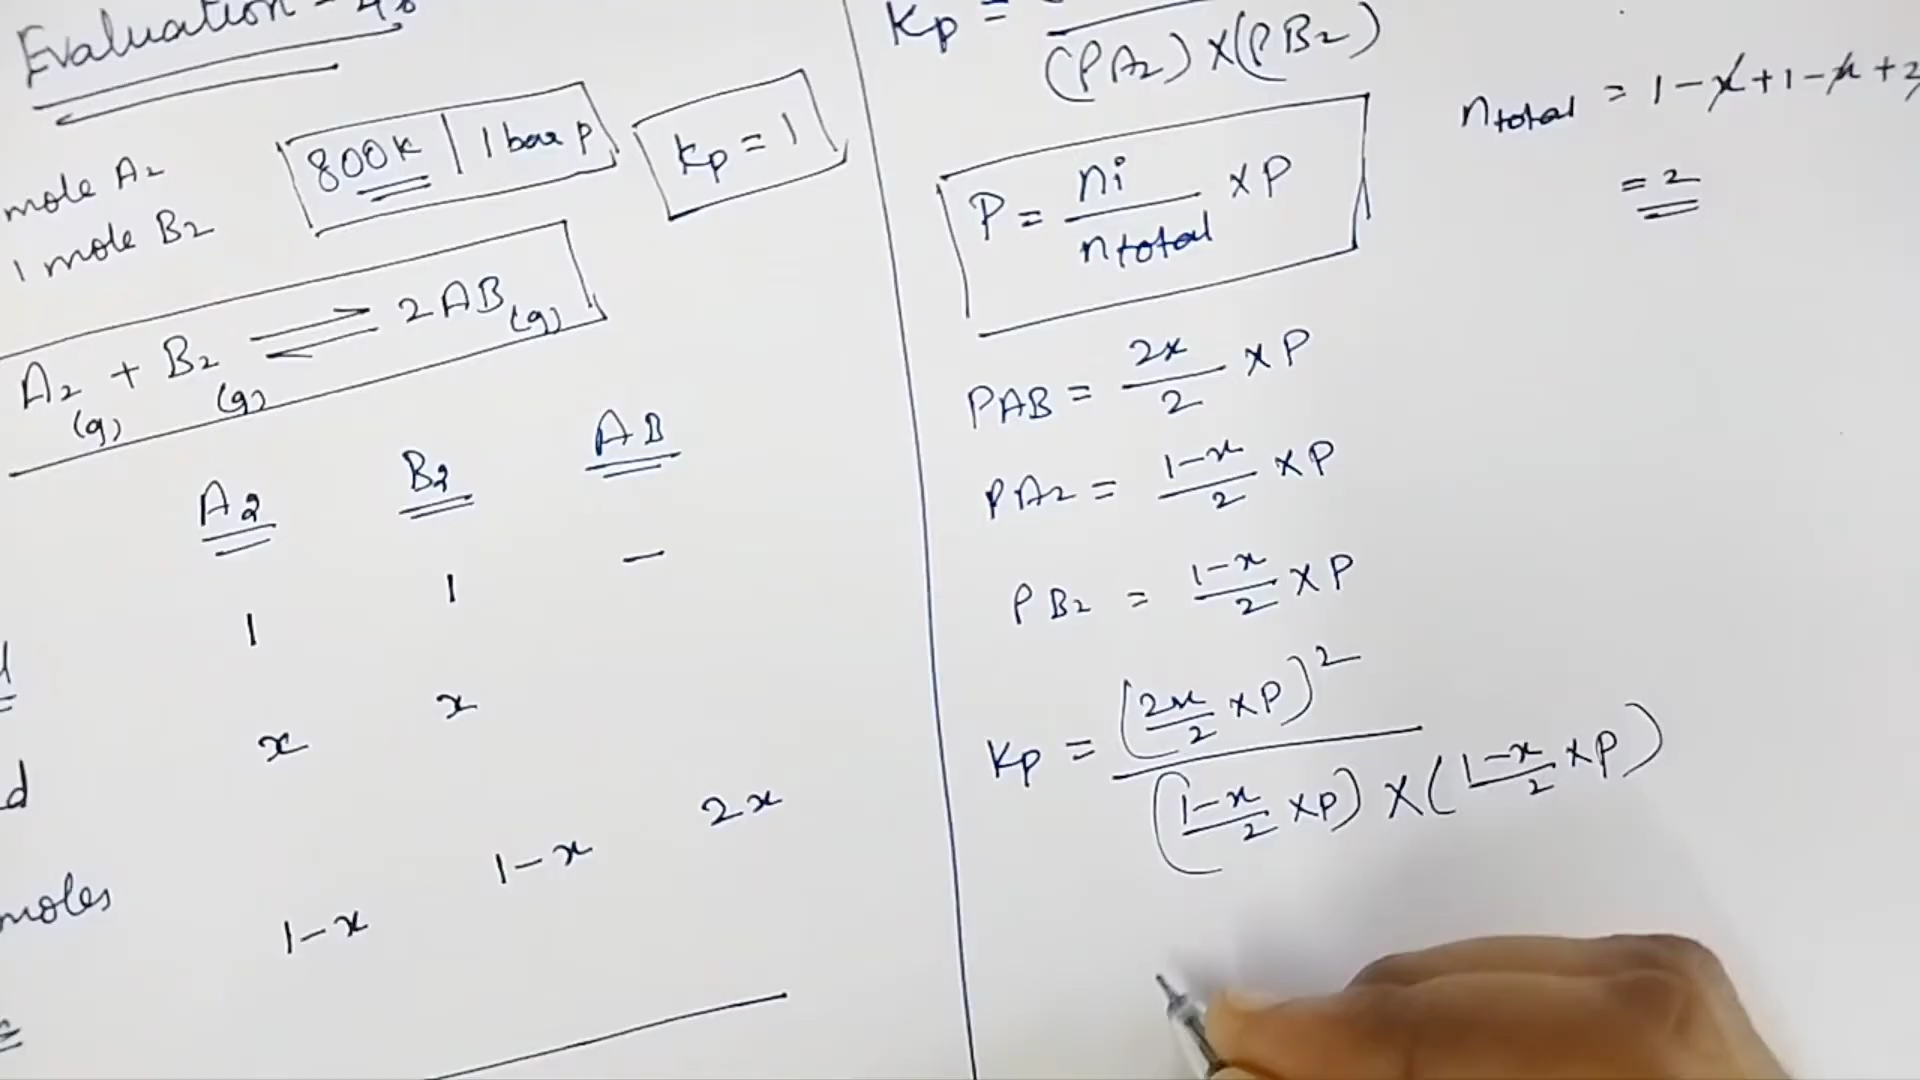 Evaluation - 48
mole A2
1 mole B2
800K | 1 bar P
Kp = 1
A2(g) + B2(g) ⇌ 2AB(g)
A2 B2 AB
1 1 —
x x
d
moles 1-x 1-x 2x
Kp =
(PA2) X (PB2)
P = ni/ntotal x P
PAB = 2x/2 x P
PA2 = 1-x/2 x P
PB2 = 1-x/2 x P
Kp = (2x/2 x P)^2 / (1-x/2 x P) X (1-x/2 x P)
ntotal = 1-x+1-x+2
= 2